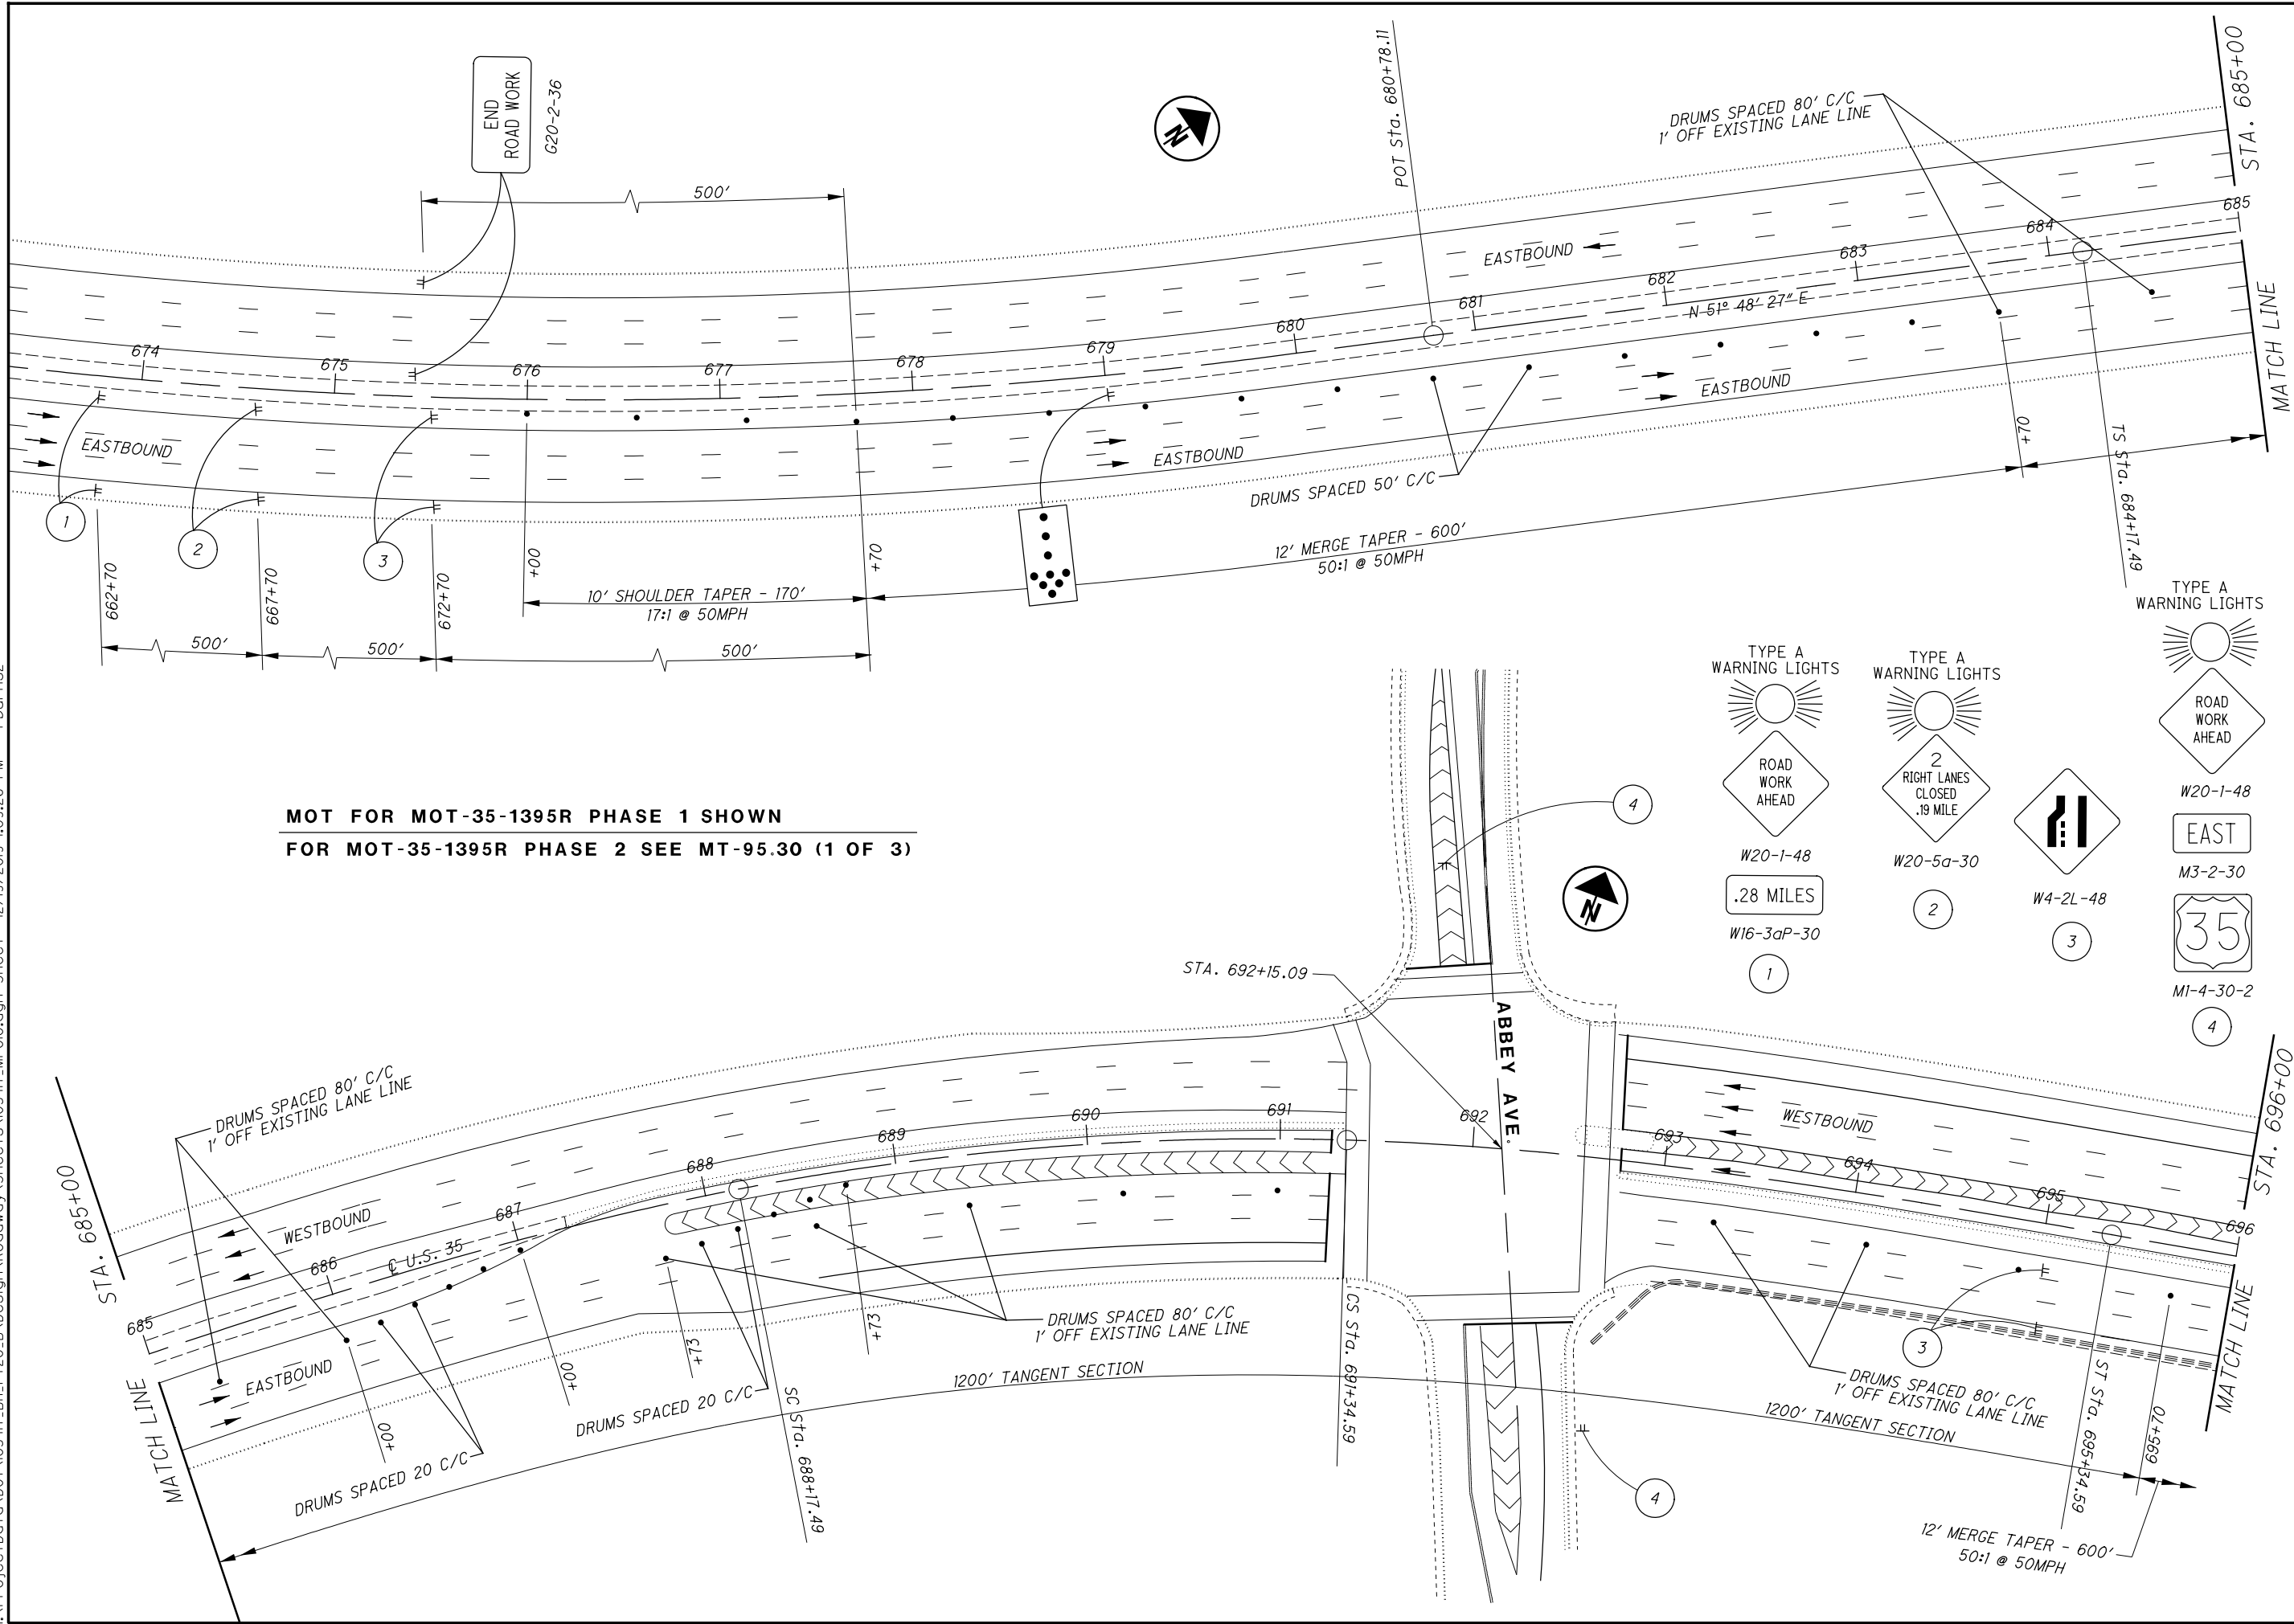 END
ROAD WORK
G20-2-36
500'
POT Sta. 680+78.11
DRUMS SPACED 80' C/C
1' OFF EXISTING LANE LINE
STA. 685+00
MATCH LINE
N
EASTBOUND
674
675
676
677
678
679
680
681
682
683
684
685
N 51° 48' 27" E
EASTBOUND
EASTBOUND
EASTBOUND
DRUMS SPACED 50' C/C
1
2
3
662+70
667+70
672+70
+00
+70
+70
TS Sta. 684+17.49
10' SHOULDER TAPER - 170'
17:1 @ 50MPH
12' MERGE TAPER - 600'
50:1 @ 50MPH
500'
500'
500'
TYPE A
WARNING LIGHTS
ROAD
WORK
AHEAD
W20-1-48
.28 MILES
W16-3aP-30
1
TYPE A
WARNING LIGHTS
2
RIGHT LANES
CLOSED
.19 MILE
W20-5a-30
2
W4-2L-48
3
TYPE A
WARNING LIGHTS
ROAD
WORK
AHEAD
W20-1-48
EAST
M3-2-30
35
M1-4-30-2
4
MOT FOR MOT-35-1395R PHASE 1 SHOWN
FOR MOT-35-1395R PHASE 2 SEE MT-95.30 (1 OF 3)
4
N
STA. 692+15.09
ABBEY AVE.
STA. 685+00
MATCH LINE
DRUMS SPACED 80' C/C
1' OFF EXISTING LANE LINE
WESTBOUND
℄ U.S. 35
EASTBOUND
685
686
687
688
689
690
691
692
693
694
695
696
WESTBOUND
STA. 696+00
MATCH LINE
+00
+00
+73
+73
DRUMS SPACED 20 C/C
DRUMS SPACED 20 C/C
SC Sta. 688+17.49
DRUMS SPACED 80' C/C
1' OFF EXISTING LANE LINE
1200' TANGENT SECTION
CS Sta. 691+34.59
DRUMS SPACED 80' C/C
1' OFF EXISTING LANE LINE
3
1200' TANGENT SECTION
ST Sta. 695+34.59
695+70
4
12' MERGE TAPER - 600'
50:1 @ 50MPH